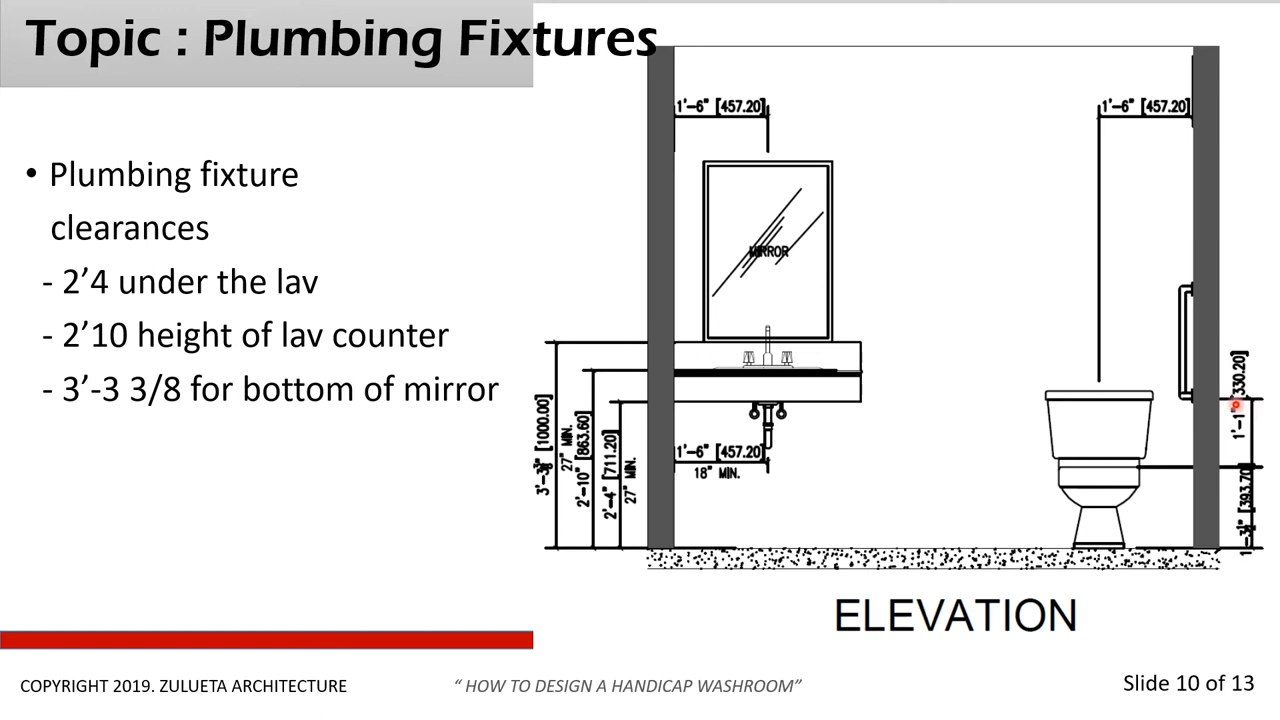 Topic : Plumbing Fixtures
• Plumbing fixture
clearances
- 2’4 under the lav
- 2’10 height of lav counter
- 3’-3 3/8 for bottom of mirror
1'-6" [457.20]
1'-6" [457.20]
MIRROR
3'-3⅜" [1000.00]
27" MIN.
2'-10" [863.60]
2'-4" [711.20]
27" MIN.
1'-6" [457.20]
18" MIN.
1'-1" [330.20]
[393.70]
ELEVATION
COPYRIGHT 2019. ZULUETA ARCHITECTURE
“ HOW TO DESIGN A HANDICAP WASHROOM”
Slide 10 of 13